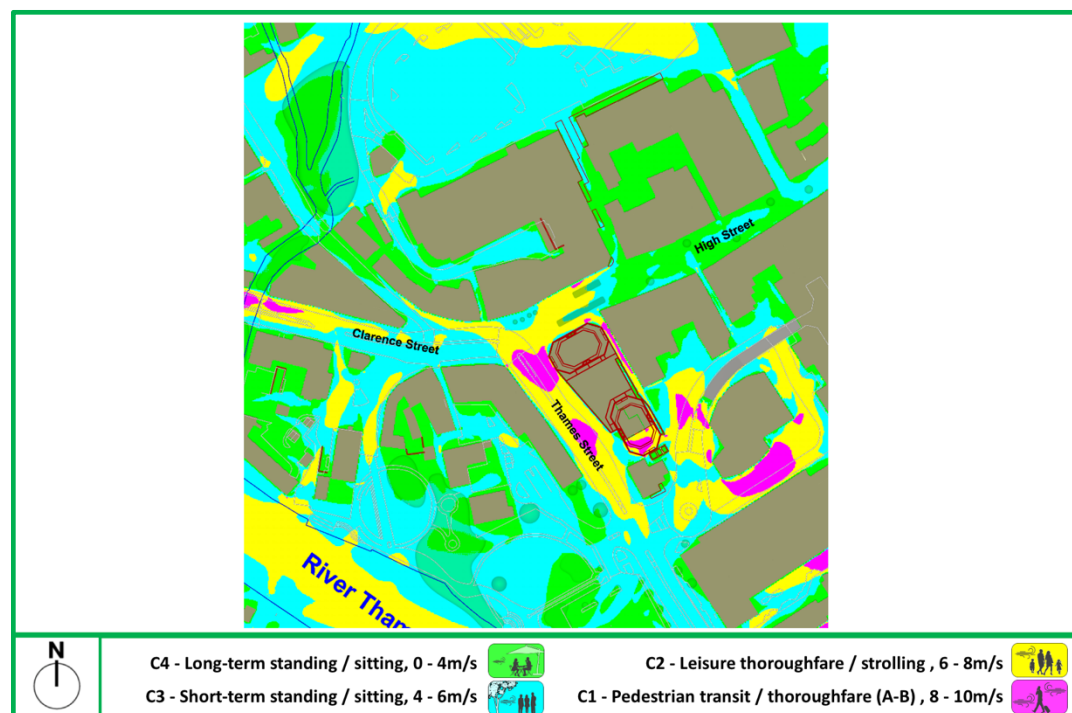 High Street
Clarence Street
Thames Street
River Tham
N
C4 - Long-term standing / sitting, 0 - 4m/s
C2 - Leisure thoroughfare / strolling , 6 - 8m/s
C3 - Short-term standing / sitting, 4 - 6m/s
C1 - Pedestrian transit / thoroughfare (A-B) , 8 - 10m/s